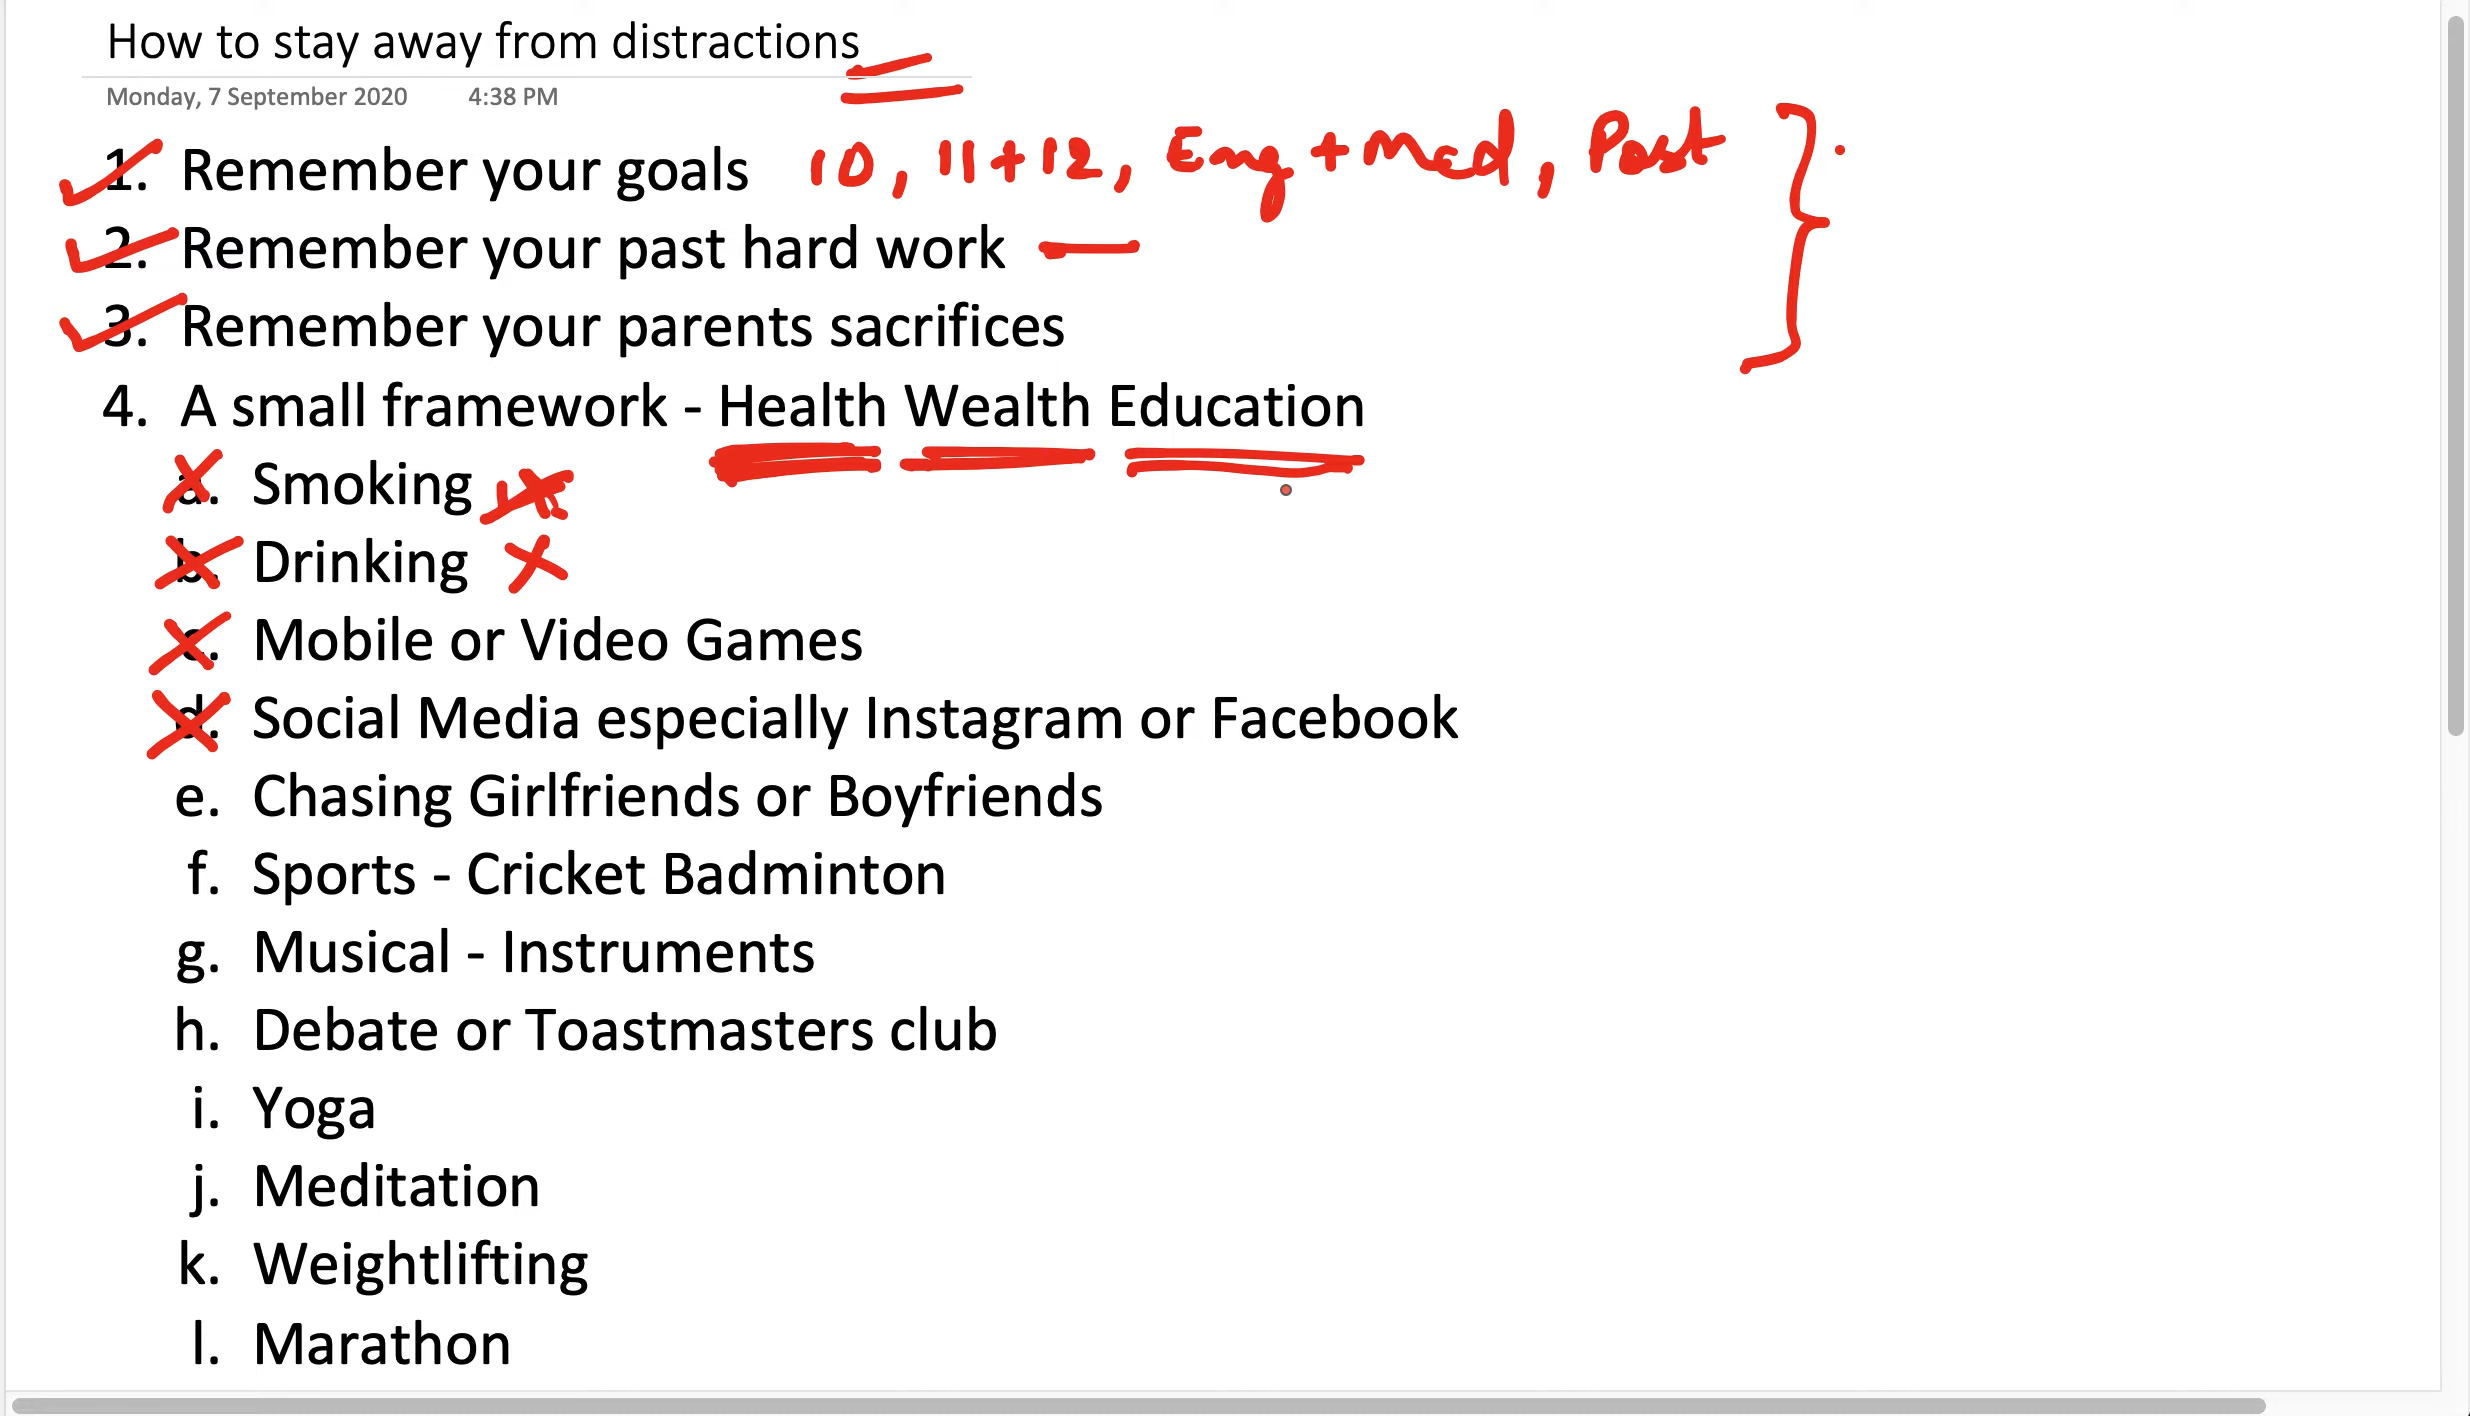 How to stay away from distractions
Monday, 7 September 2020 4:38 PM
1. Remember your goals 10, 11+12, Eng + Med, Post
2. Remember your past hard work
3. Remember your parents sacrifices
4. A small framework - Health Wealth Education
a. Smoking
b. Drinking
c. Mobile or Video Games
d. Social Media especially Instagram or Facebook
e. Chasing Girlfriends or Boyfriends
f. Sports - Cricket Badminton
g. Musical - Instruments
h. Debate or Toastmasters club
i. Yoga
j. Meditation
k. Weightlifting
l. Marathon